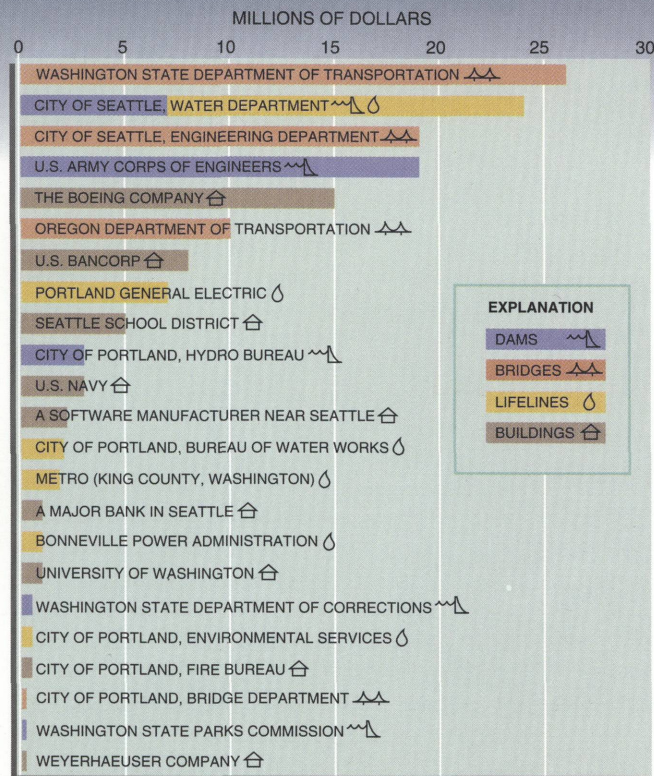 MILLIONS OF DOLLARS
0 5 10 15 20 25 30
WASHINGTON STATE DEPARTMENT OF TRANSPORTATION
CITY OF SEATTLE, WATER DEPARTMENT
CITY OF SEATTLE, ENGINEERING DEPARTMENT
U.S. ARMY CORPS OF ENGINEERS
THE BOEING COMPANY
OREGON DEPARTMENT OF TRANSPORTATION
U.S. BANCORP
PORTLAND GENERAL ELECTRIC
SEATTLE SCHOOL DISTRICT
CITY OF PORTLAND, HYDRO BUREAU
U.S. NAVY
A SOFTWARE MANUFACTURER NEAR SEATTLE
CITY OF PORTLAND, BUREAU OF WATER WORKS
METRO (KING COUNTY, WASHINGTON)
A MAJOR BANK IN SEATTLE
BONNEVILLE POWER ADMINISTRATION
UNIVERSITY OF WASHINGTON
WASHINGTON STATE DEPARTMENT OF CORRECTIONS
CITY OF PORTLAND, ENVIRONMENTAL SERVICES
CITY OF PORTLAND, FIRE BUREAU
CITY OF PORTLAND, BRIDGE DEPARTMENT
WASHINGTON STATE PARKS COMMISSION
WEYERHAEUSER COMPANY
EXPLANATION
DAMS
BRIDGES
LIFELINES
BUILDINGS